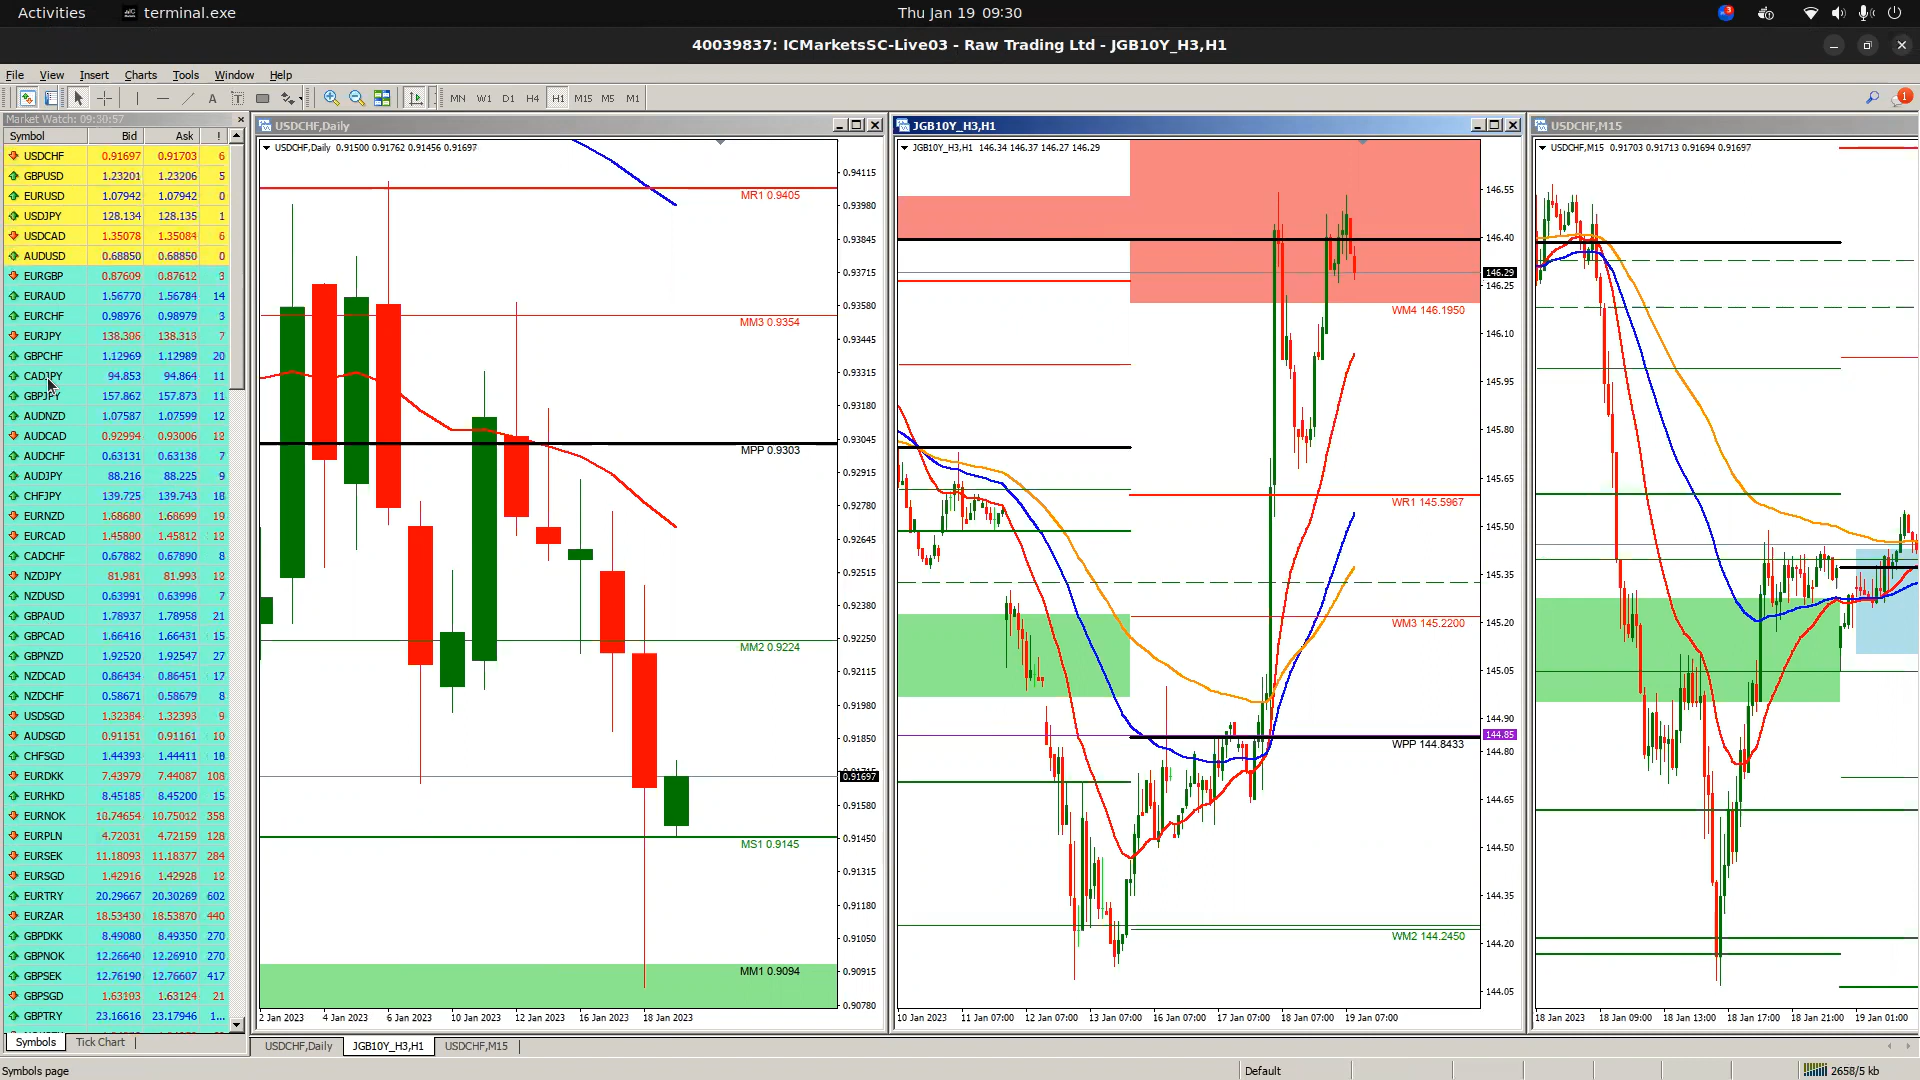 Activities terminal.exe Thu Jan 19 09:30
40039837: ICMarketsSC-Live03 - Raw Trading Ltd - JGB10Y_H3,H1
File View Insert Charts Tools Window Help
MN W1 D1 H4 H1 M15 M5 M1
Market Watch: 09:30:57
Symbol Bid Ask !
USDCHF 0.91697 0.91703 6
GBPUSD 1.23201 1.23206 5
EURUSD 1.07942 1.07942 0
USDJPY 128.134 128.135 1
USDCAD 1.35078 1.35084 6
AUDUSD 0.68850 0.68850 0
EURGBP 0.87609 0.87612 3
EURAUD 1.56770 1.56784 14
EURCHF 0.98976 0.98979 3
EURJPY 138.306 138.313 7
GBPCHF 1.12969 1.12989 20
CADJPY 94.853 94.864 11
GBPJPY 157.862 157.873 11
AUDNZD 1.07587 1.07599 12
AUDCAD 0.92994 0.93006 12
AUDCHF 0.63131 0.63138 7
AUDJPY 88.216 88.225 9
CHFJPY 139.725 139.743 18
EURNZD 1.68680 1.68699 19
EURCAD 1.45800 1.45812 12
CADCHF 0.67882 0.67890 8
NZDJPY 81.981 81.993 12
NZDUSD 0.63991 0.63998 7
GBPAUD 1.78937 1.78958 21
GBPCAD 1.66416 1.66431 15
GBPNZD 1.92520 1.92547 27
NZDCAD 0.86434 0.86451 17
NZDCHF 0.58671 0.58679 8
USDSGD 1.32384 1.32393 9
AUDSGD 0.91151 0.91161 10
CHFSGD 1.44393 1.44411 18
EURDKK 7.43979 7.44087 108
EURHKD 8.45185 8.45200 15
EURNOK 10.74654 10.75012 358
EURPLN 4.72031 4.72159 128
EURSEK 11.18093 11.18377 284
EURSGD 1.42916 1.42928 12
EURTRY 20.29667 20.30269 602
EURZAR 18.53430 18.53870 440
GBPDKK 8.49080 8.49350 270
GBPNOK 12.26640 12.26910 270
GBPSEK 12.76190 12.76607 417
GBPSGD 1.63103 1.63124 21
GBPTRY 23.16616 23.17946 1...
Symbols Tick Chart
USDCHF,Daily
USDCHF,Daily 0.91500 0.91762 0.91456 0.91697
MR1 0.9405
MM3 0.9354
MPP 0.9303
MM2 0.9224
MS1 0.9145
MM1 0.9094
0.94115
0.93980
0.93845
0.93715
0.93580
0.93445
0.93315
0.93180
0.93045
0.92915
0.92780
0.92645
0.92515
0.92380
0.92250
0.92115
0.91980
0.91850
0.91697
0.91580
0.91450
0.91315
0.91180
0.91050
0.90915
0.90780
2 Jan 2023 4 Jan 2023 6 Jan 2023 10 Jan 2023 12 Jan 2023 16 Jan 2023 18 Jan 2023
JGB10Y_H3,H1
JGB10Y_H3,H1 146.34 146.37 146.27 146.29
WM4 146.1950
WR1 145.5967
WM3 145.2200
WPP 144.8433
WM2 144.2450
146.55
146.40
146.29
146.25
146.10
145.95
145.80
145.65
145.50
145.35
145.20
145.05
144.90
144.85
144.80
144.65
144.50
144.35
144.20
144.05
10 Jan 2023 11 Jan 07:00 12 Jan 07:00 13 Jan 07:00 16 Jan 07:00 17 Jan 07:00 18 Jan 07:00 19 Jan 07:00
USDCHF,M15
USDCHF,M15 0.91703 0.91713 0.91694 0.91697
18 Jan 2023 18 Jan 09:00 18 Jan 13:00 18 Jan 17:00 18 Jan 21:00 19 Jan 01:00
USDCHF,Daily JGB10Y_H3,H1 USDCHF,M15
Symbols page Default 2658/5 kb